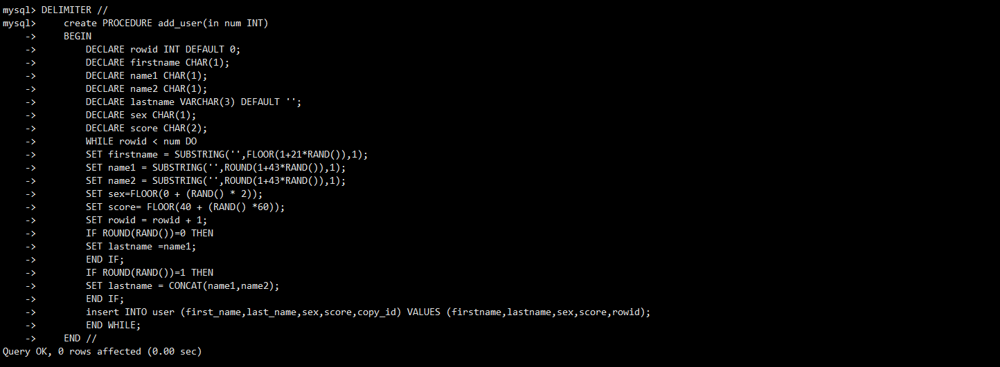 mysql> DELIMITER //
mysql>     create PROCEDURE add_user(in num INT)
    ->     BEGIN
    ->         DECLARE rowid INT DEFAULT 0;
    ->         DECLARE firstname CHAR(1);
    ->         DECLARE name1 CHAR(1);
    ->         DECLARE name2 CHAR(1);
    ->         DECLARE lastname VARCHAR(3) DEFAULT '';
    ->         DECLARE sex CHAR(1);
    ->         DECLARE score CHAR(2);
    ->         WHILE rowid < num DO
    ->         SET firstname = SUBSTRING('',FLOOR(1+21*RAND()),1);
    ->         SET name1 = SUBSTRING('',ROUND(1+43*RAND()),1);
    ->         SET name2 = SUBSTRING('',ROUND(1+43*RAND()),1);
    ->         SET sex=FLOOR(0 + (RAND() * 2));
    ->         SET score= FLOOR(40 + (RAND() *60));
    ->         SET rowid = rowid + 1;
    ->         IF ROUND(RAND())=0 THEN
    ->         SET lastname =name1;
    ->         END IF;
    ->         IF ROUND(RAND())=1 THEN
    ->         SET lastname = CONCAT(name1,name2);
    ->         END IF;
    ->         insert INTO user (first_name,last_name,sex,score,copy_id) VALUES (firstname,lastname,sex,score,rowid);
    ->         END WHILE;
    ->     END //
Query OK, 0 rows affected (0.00 sec)